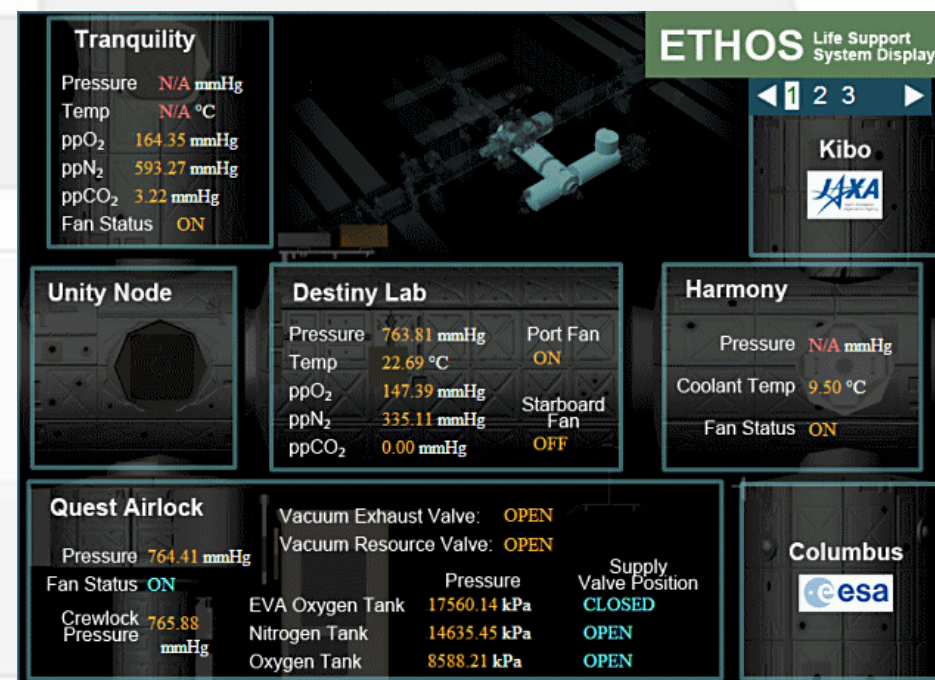 Tranquility
Pressure N/A mmHg
Temp N/A °C
ppO₂ 164.35 mmHg
ppN₂ 593.27 mmHg
ppCO₂ 3.22 mmHg
Fan Status ON
ETHOS Life Support System Display
1 2 3
Kibo
JAXA
Unity Node
Destiny Lab
Pressure 763.81 mmHg
Temp 22.69 °C
ppO₂ 147.39 mmHg
ppN₂ 335.11 mmHg
ppCO₂ 0.00 mmHg
Port Fan
ON
Starboard
Fan
OFF
Harmony
Pressure N/A mmHg
Coolant Temp 9.50 °C
Fan Status ON
Quest Airlock
Pressure 764.41 mmHg
Fan Status ON
Crewlock Pressure 765.88 mmHg
Vacuum Exhaust Valve: OPEN
Vacuum Resource Valve: OPEN
Pressure Supply Valve Position
EVA Oxygen Tank 17560.14 kPa CLOSED
Nitrogen Tank 14635.45 kPa OPEN
Oxygen Tank 8588.21 kPa OPEN
Columbus
esa